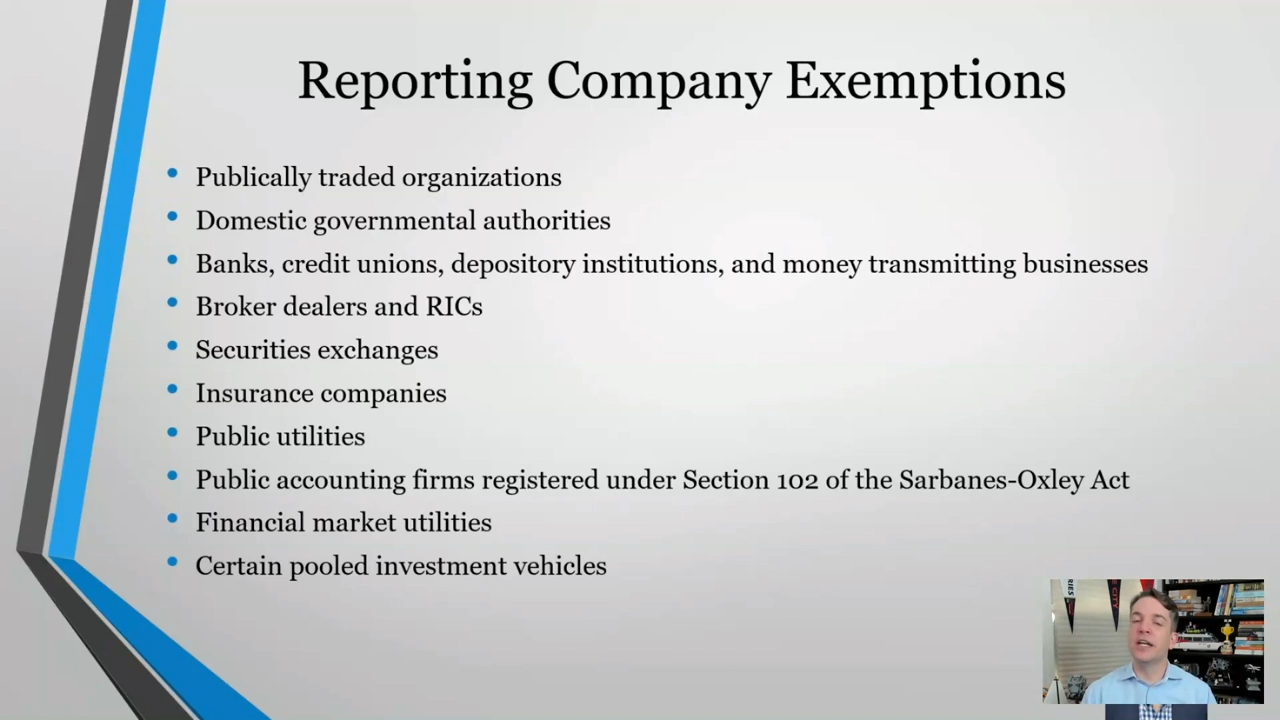 Reporting Company Exemptions
Publically traded organizations
Domestic governmental authorities
Banks, credit unions, depository institutions, and money transmitting businesses
Broker dealers and RICs
Securities exchanges
Insurance companies
Public utilities
Public accounting firms registered under Section 102 of the Sarbanes-Oxley Act
Financial market utilities
Certain pooled investment vehicles